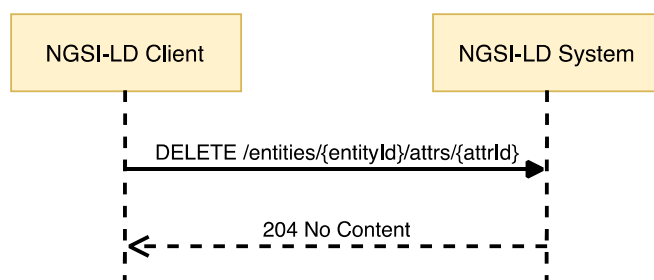 NGSI-LD Client
NGSI-LD System
DELETE /entities/{entityId}/attrs/{attrId}
204 No Content